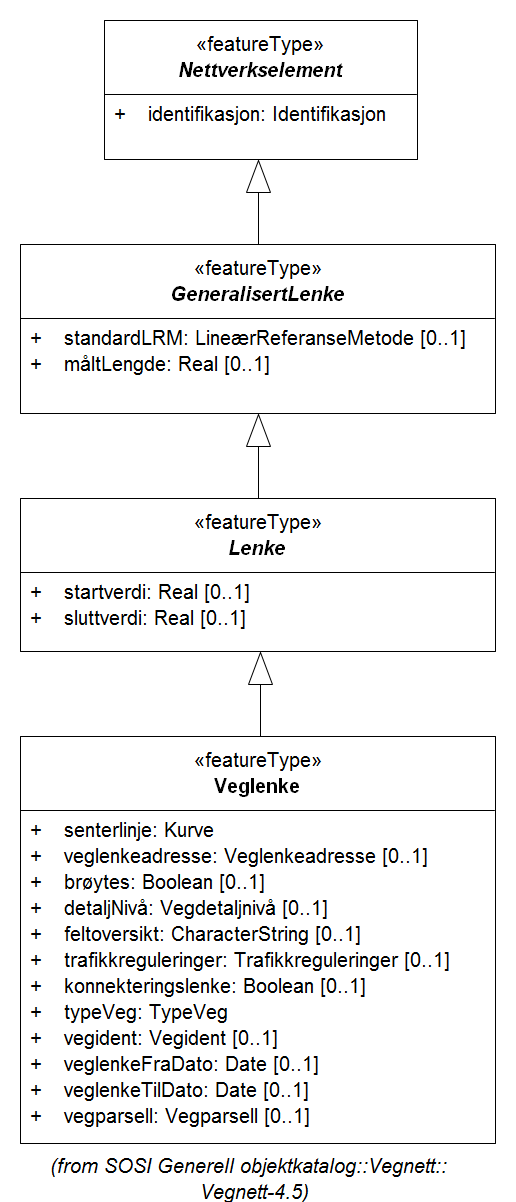 «featureType»
Nettverkselement
+ identifikasjon: Identifikasjon
«featureType»
GeneralisertLenke
+ standardLRM: LineærReferanseMetode [0..1]
+ måltLengde: Real [0..1]
«featureType»
Lenke
+ startverdi: Real [0..1]
+ sluttverdi: Real [0..1]
«featureType»
Veglenke
+ senterlinje: Kurve
+ veglenkeadresse: Veglenkeadresse [0..1]
+ brøytes: Boolean [0..1]
+ detaljNivå: Vegdetaljnivå [0..1]
+ feltoversikt: CharacterString [0..1]
+ trafikkreguleringer: Trafikkreguleringer [0..1]
+ konnekteringslenke: Boolean [0..1]
+ typeVeg: TypeVeg
+ vegident: Vegident [0..1]
+ veglenkeFraDato: Date [0..1]
+ veglenkeTilDato: Date [0..1]
+ vegparsell: Vegparsell [0..1]
(from SOSI Generell objektkatalog::Vegnett::
Vegnett-4.5)